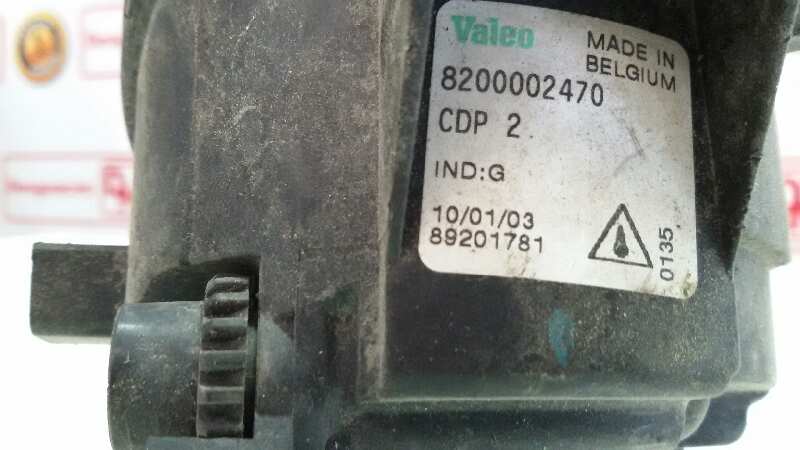 Valeo
MADE IN
BELGIUM
8200002470
CDP 2
IND:G
10/01/03
89201781
0135